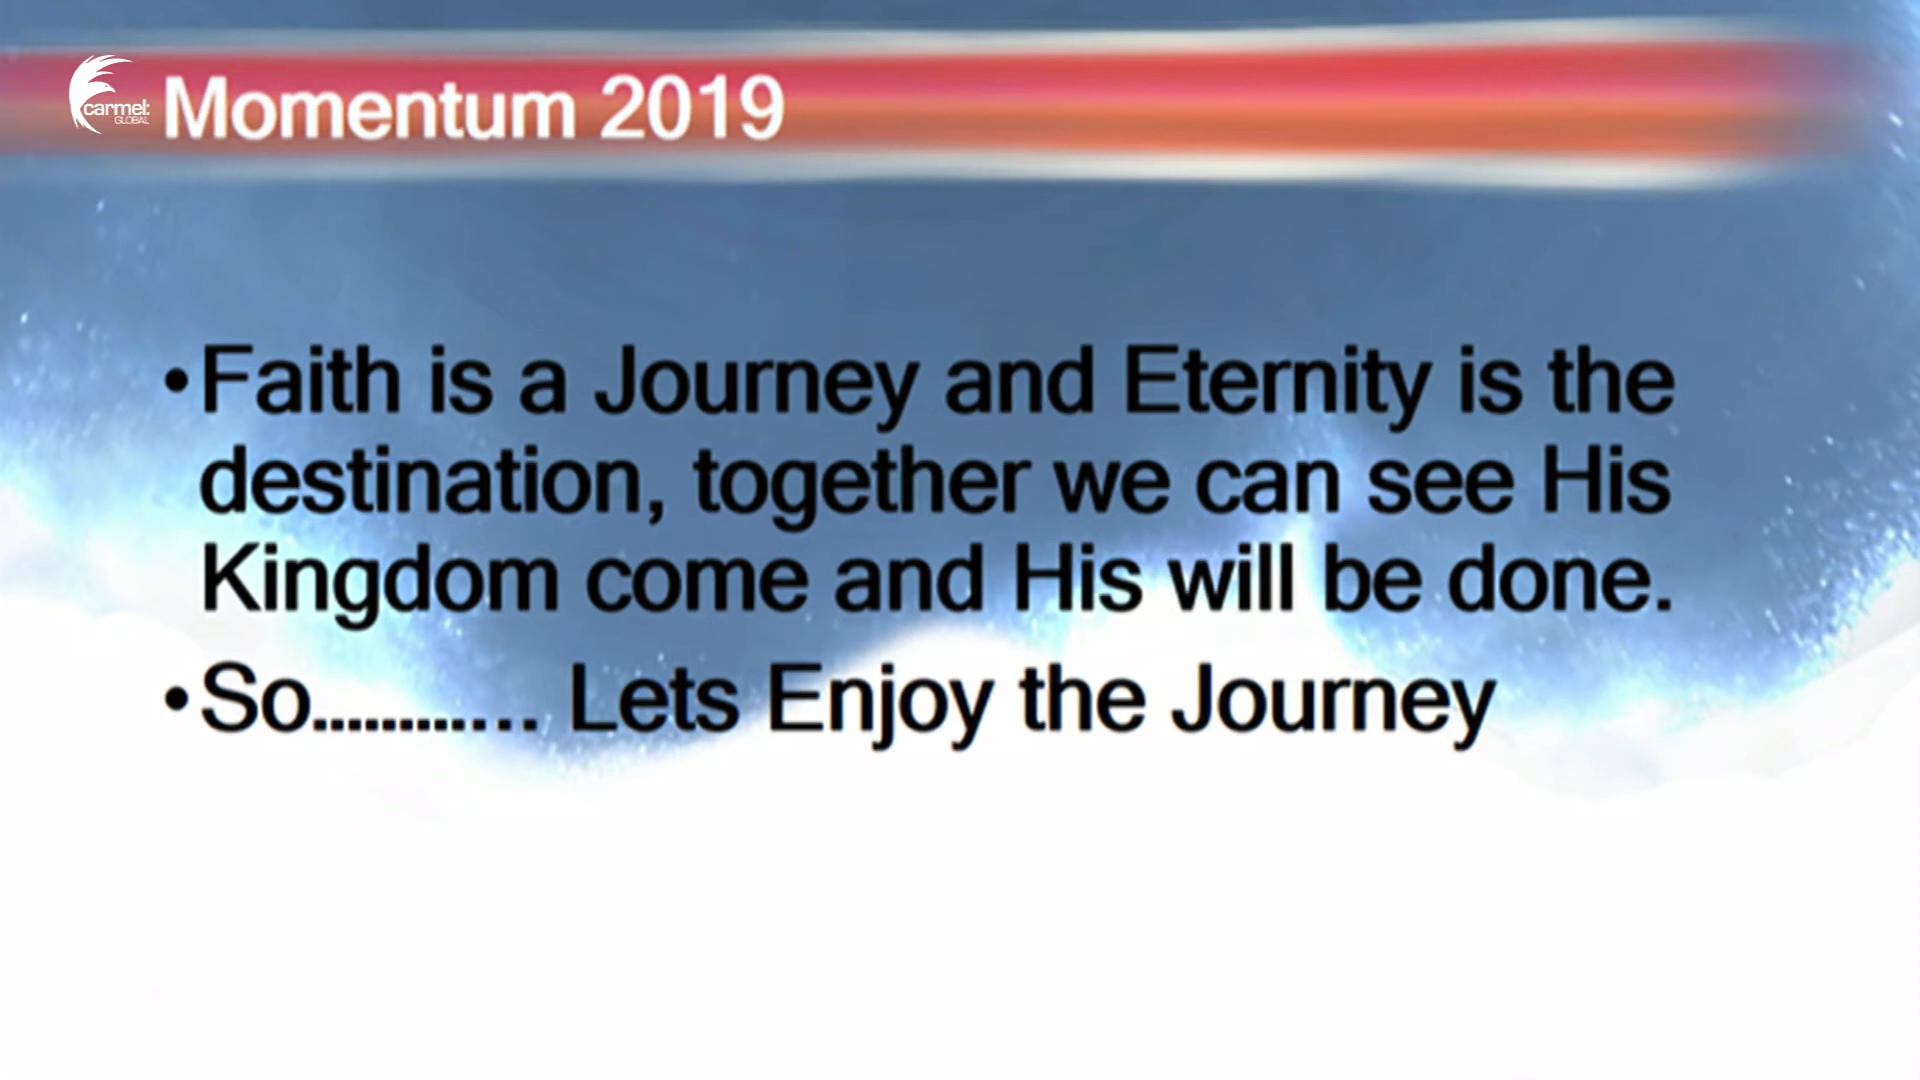 carmel:
GLOBAL
Momentum 2019
•Faith is a Journey and Eternity is the
destination, together we can see His
Kingdom come and His will be done.
•So............… Lets Enjoy the Journey